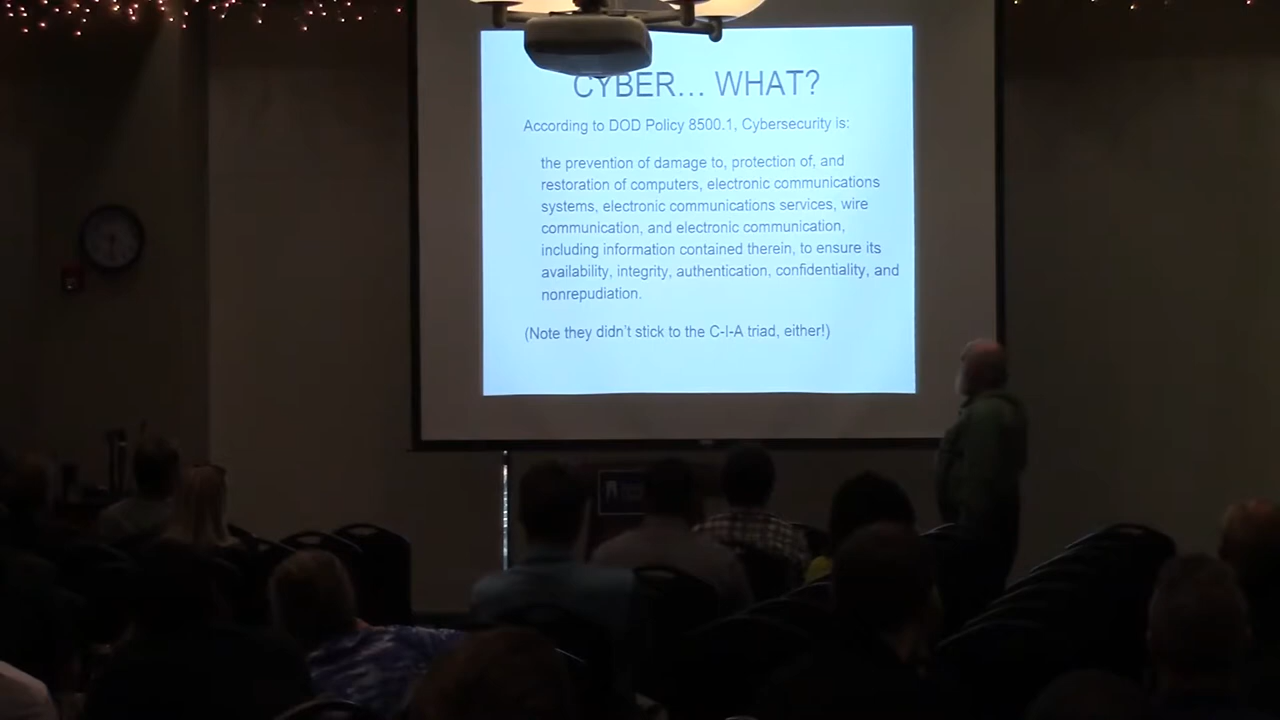 CYBER... WHAT?
According to DOD Policy 8500.1, Cybersecurity is:
the prevention of damage to, protection of, and
restoration of computers, electronic communications
systems, electronic communications services, wire
communication, and electronic communication,
including information contained therein, to ensure its
availability, integrity, authentication, confidentiality, and
nonrepudiation.
(Note they didn't stick to the C-I-A triad, either!)